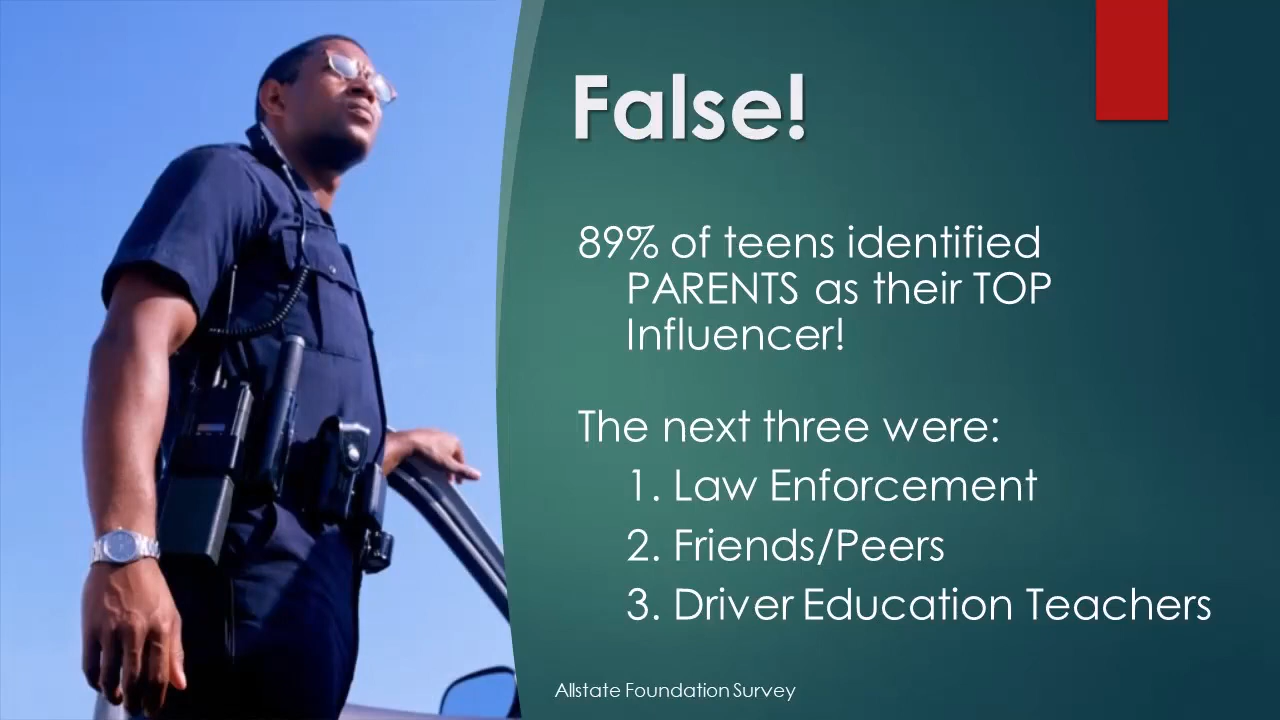 False!
89% of teens identified
PARENTS as their TOP
Influencer!
The next three were:
1. Law Enforcement
2. Friends/Peers
3. Driver Education Teachers
Allstate Foundation Survey